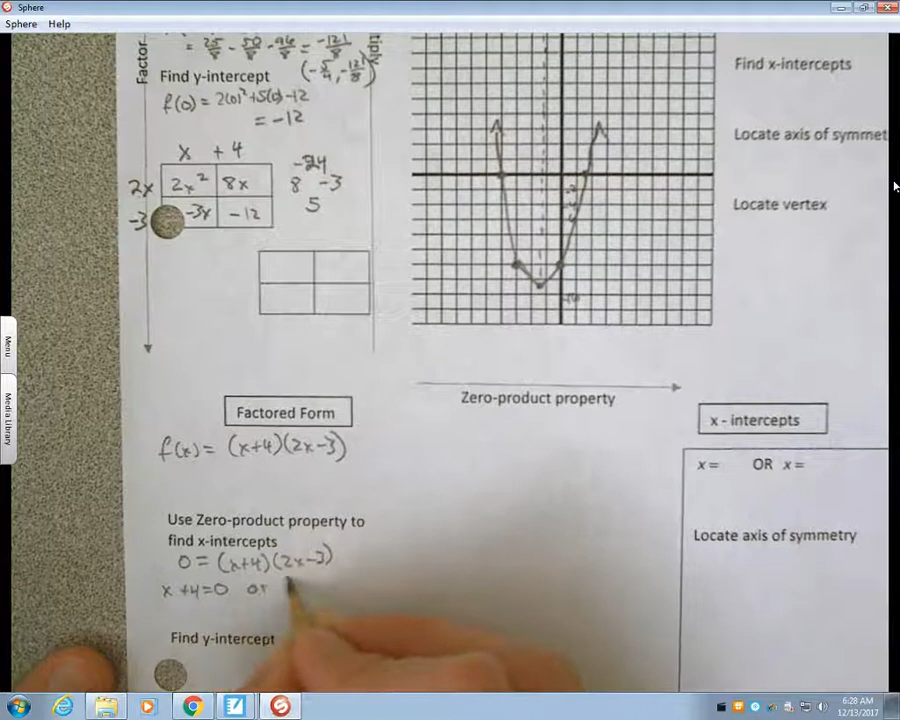 Sphere
Sphere Help
Factor
= 25/8 - 50/8 - 96/8 = -121/8
Find y-intercept
(-5/4, -121/8)
f(0) = 2(0)² + 5(0) - 12
= -12
x + 4
2x 2x² 8x
-3 -3x -12
-24
8 -3
5
Find x-intercepts
Locate axis of symmet
Locate vertex
Menu
Media Library
Zero-product property
Factored Form
f(x) = (x+4)(2x-3)
x - intercepts
x= OR x=
Locate axis of symmetry
Use Zero-product property to
find x-intercepts
0 = (x+4)(2x-3)
x +4=0 or
Find y-intercept
6:28 AM
12/13/2017